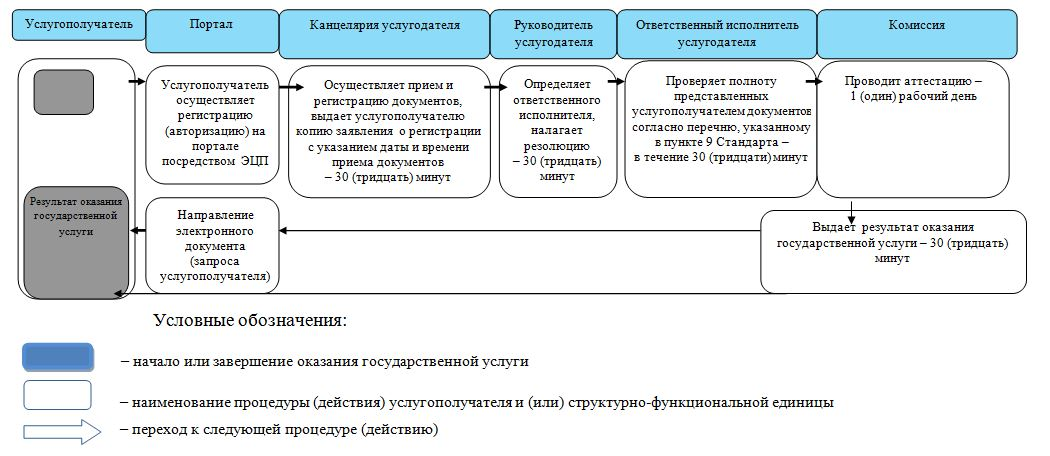 Услугополучатель
Портал
Канцелярия услугодателя
Руководитель
услугодателя
Ответственный исполнитель
услугодателя
Комиссия
Услугополучатель
осуществляет
регистрацию
(авторизацию) на
портале
посредством ЭЦП
Осуществляет прием и
регистрацию документов,
выдает услугополучателю
копию заявления о регистрации
с указанием даты и времени
приема документов
– 30 (тридцать) минут
Определяет
ответственного
исполнителя,
налагает
резолюцию
– 30 (тридцать)
минут
Проверяет полноту
представленных
услугополучателем документов
согласно перечню, указанному
в пункте 9 Стандарта –
в течение 30 (тридцати) минут
Проводит аттестацию –
1 (один) рабочий день
Результат оказания
государственной
услуги
Направление
электронного
документа
(запроса
услугополучателя)
Выдает результат оказания
государственной услуги – 30 (тридцать)
минут
Условные обозначения:
– начало или завершение оказания государственной услуги
– наименование процедуры (действия) услугополучателя и (или) структурно-функциональной единицы
– переход к следующей процедуре (действию)